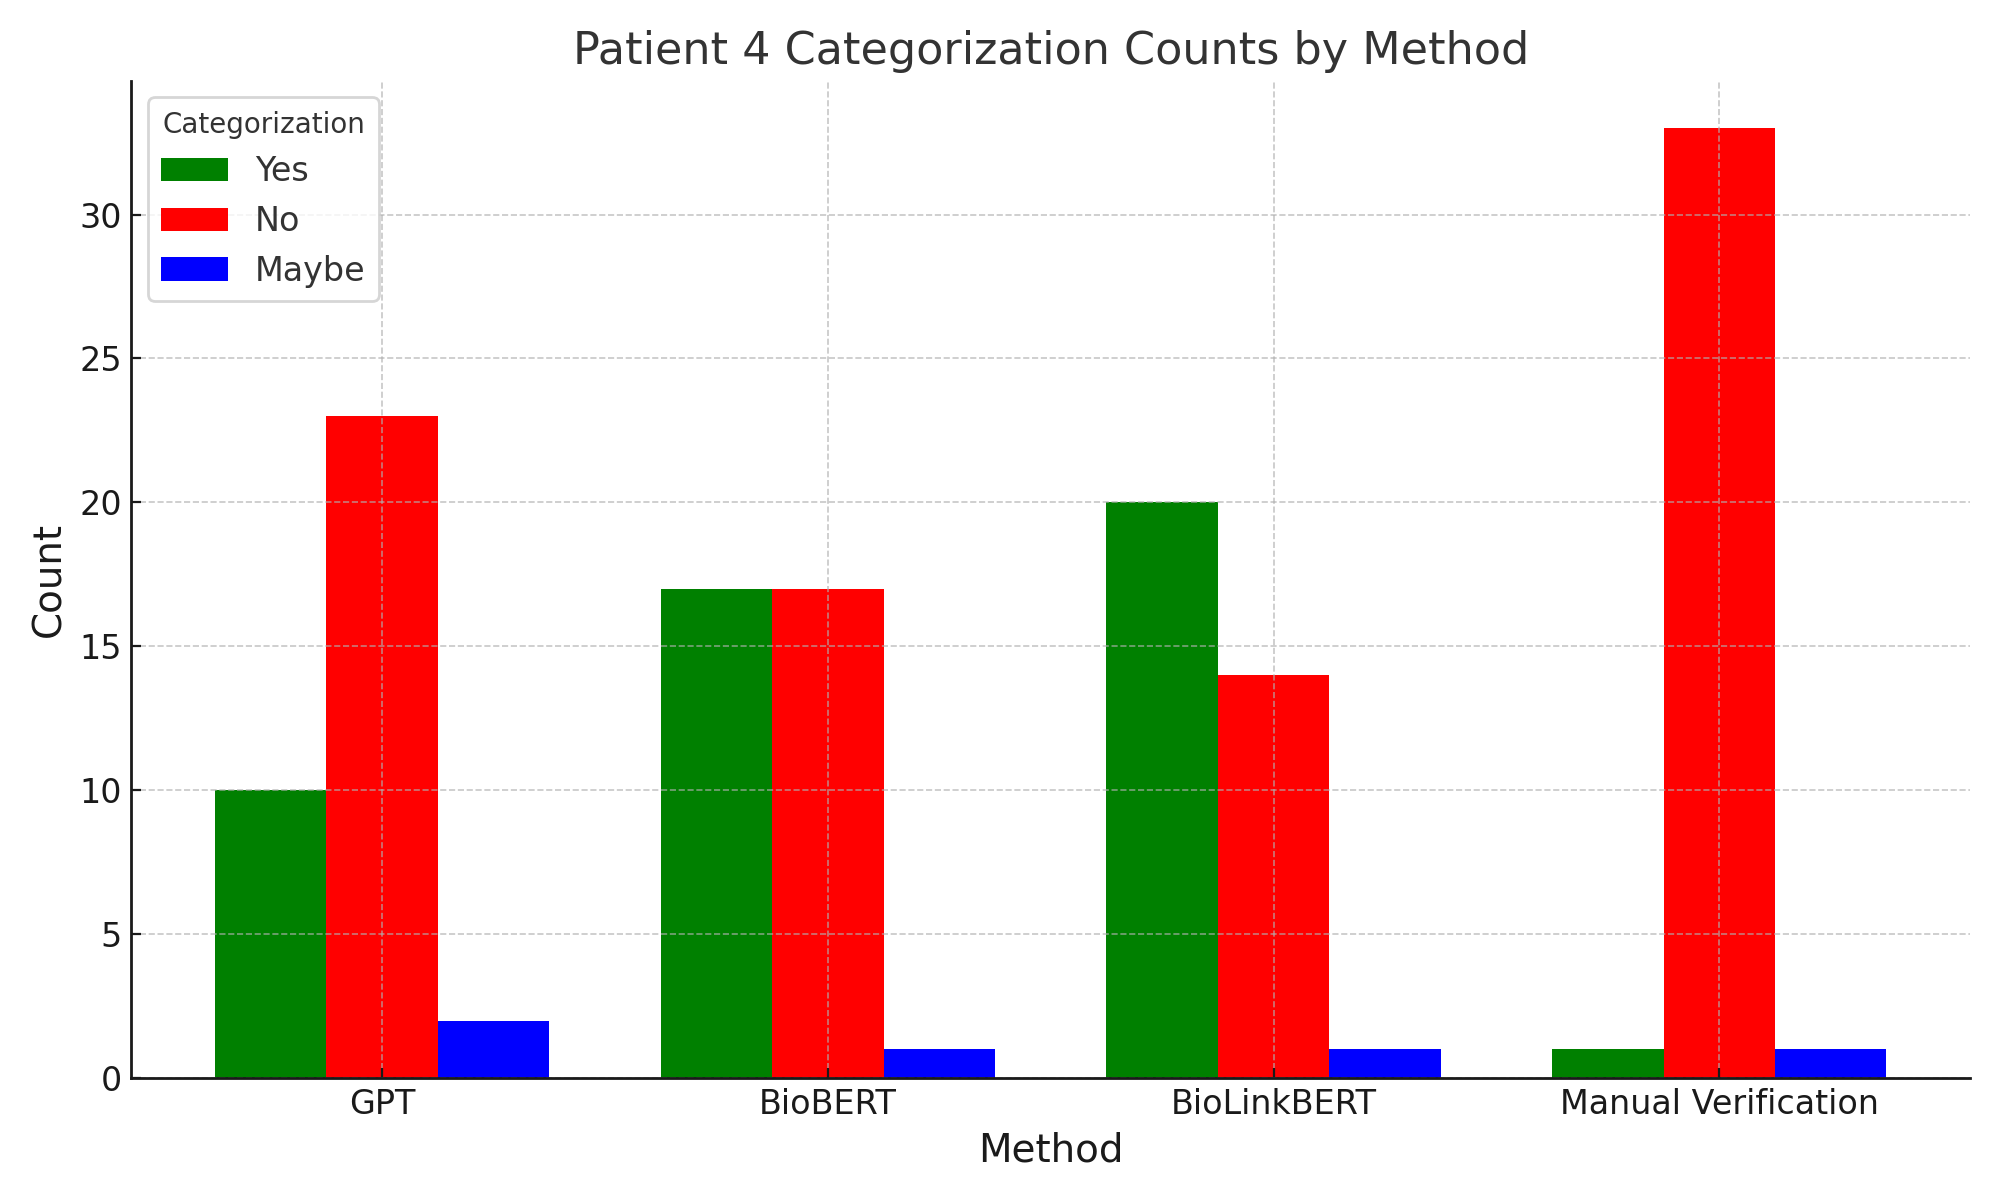 Patient 4 Categorization Counts by Method
Categorization
Yes
No
Maybe
30
25
20
15
10
5
0
Count
GPT
BioBERT
BioLinkBERT
Manual Verification
Method